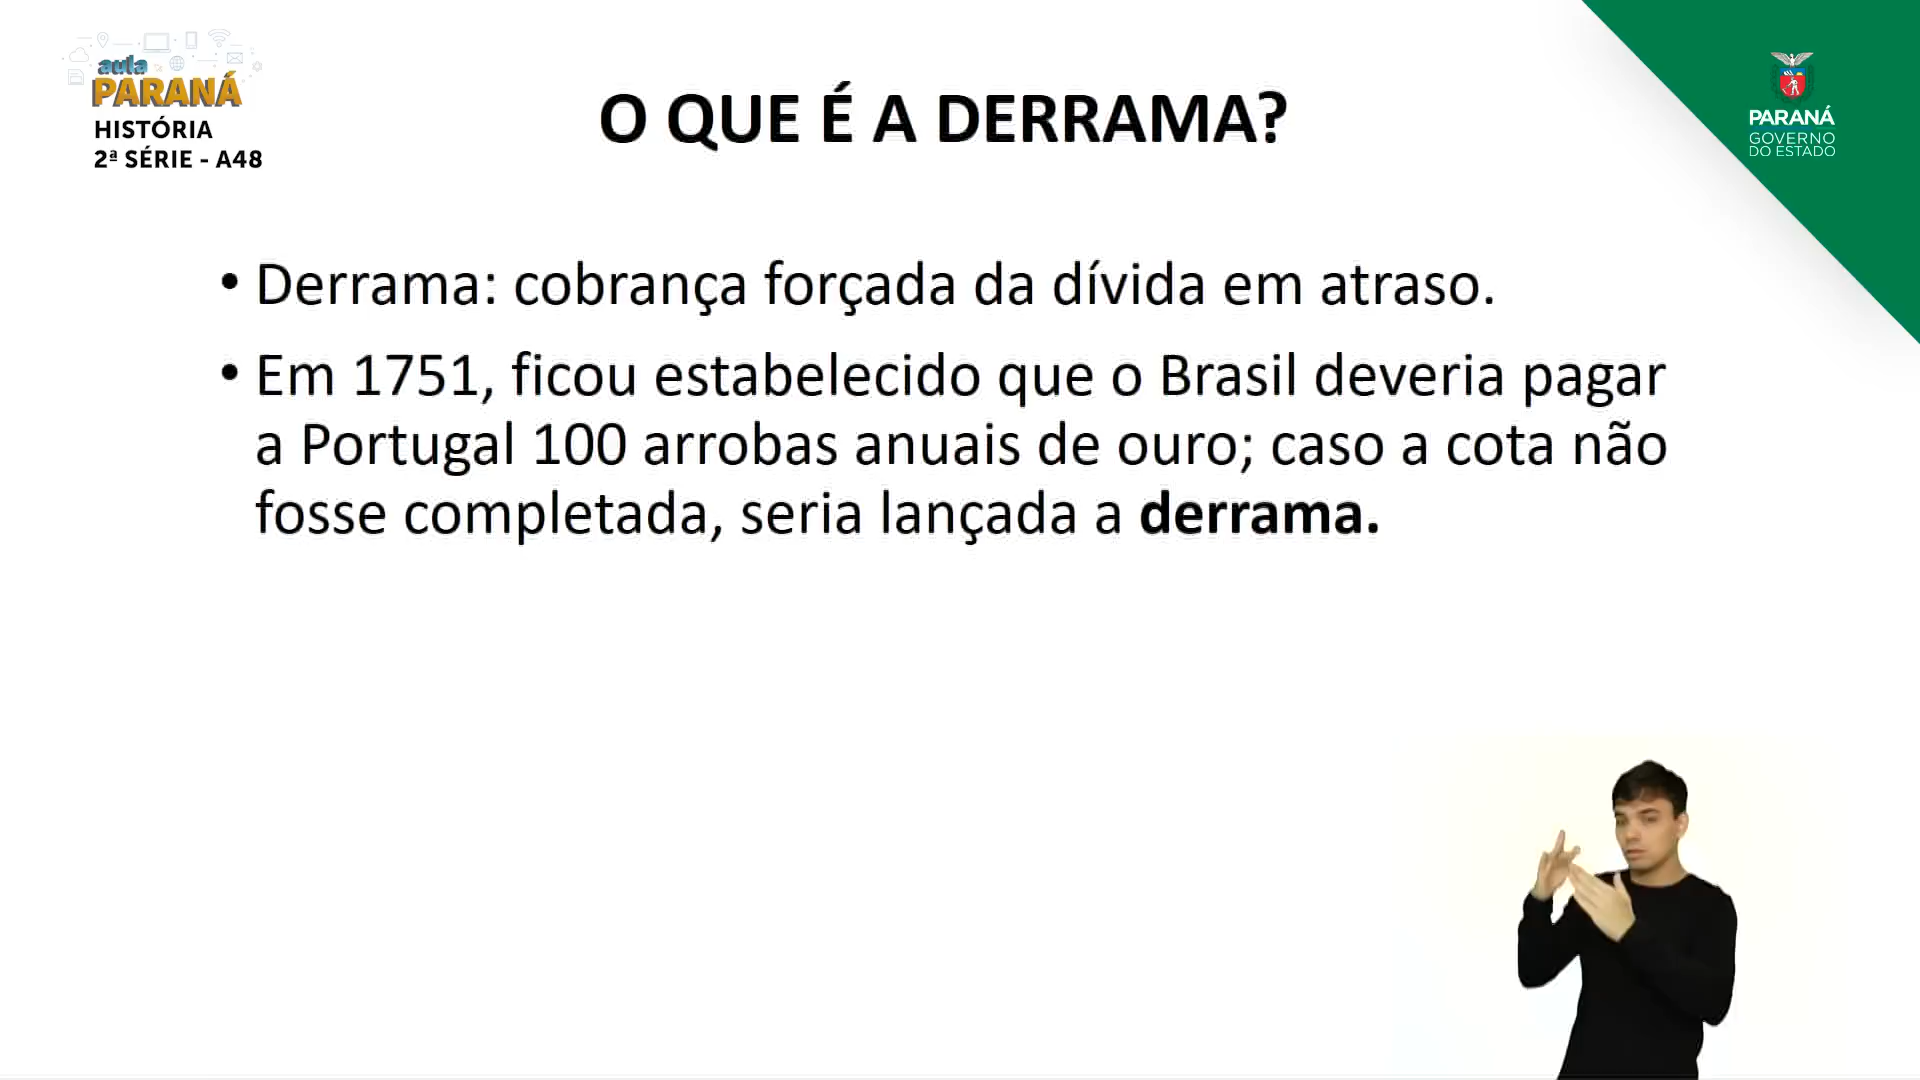 aula
PARANÁ
HISTÓRIA
2ª SÉRIE - A48
O QUE É A DERRAMA?
PARANÁ
GOVERNO
DO ESTADO
• Derrama: cobrança forçada da dívida em atraso.
• Em 1751, ficou estabelecido que o Brasil deveria pagar
a Portugal 100 arrobas anuais de ouro; caso a cota não
fosse completada, seria lançada a derrama.